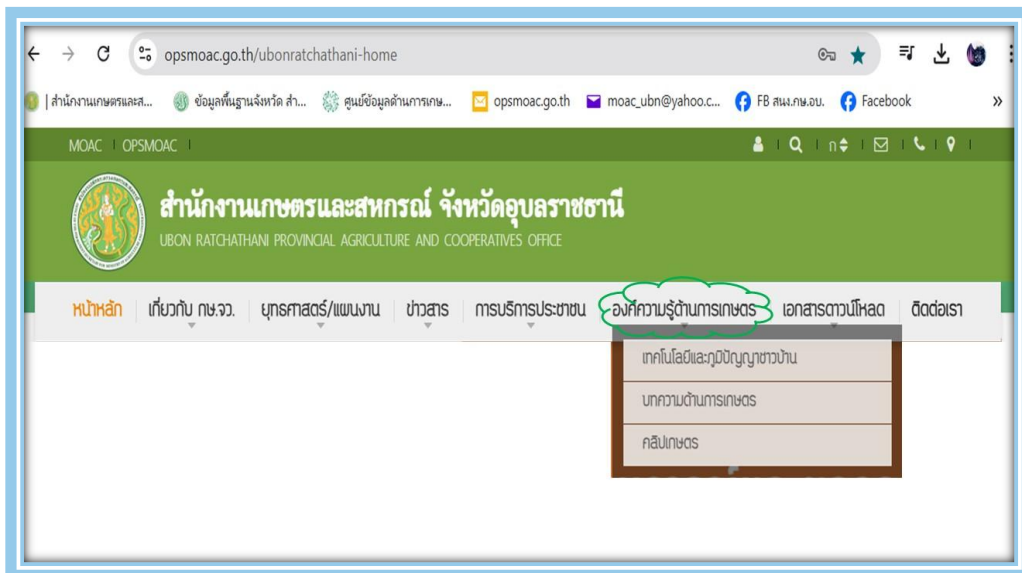 opsmoac.go.th/ubonratchathani-home
| สำนักงานเกษตรและส... ข้อมูลพื้นฐานจังหวัด สำ... ศูนย์ข้อมูลด้านการเกษ... opsmoac.go.th moac_ubn@yahoo.c... FB สนง.กษ.อบ. Facebook »
MOAC | OPSMOAC | ก
สำนักงานเกษตรและสหกรณ์ จังหวัดอุบลราชธานี
UBON RATCHATHANI PROVINCIAL AGRICULTURE AND COOPERATIVES OFFICE
หน้าหลัก เกี่ยวกับ กษ.จว. ยุทธศาสตร์/แผนงาน ข่าวสาร การบริการประชาชน องค์ความรู้ด้านการเกษตร เอกสารดาวน์โหลด ติดต่อเรา
เทคโนโลยีและภูมิปัญญาชาวบ้าน
บทความด้านการเกษตร
คลิปเกษตร